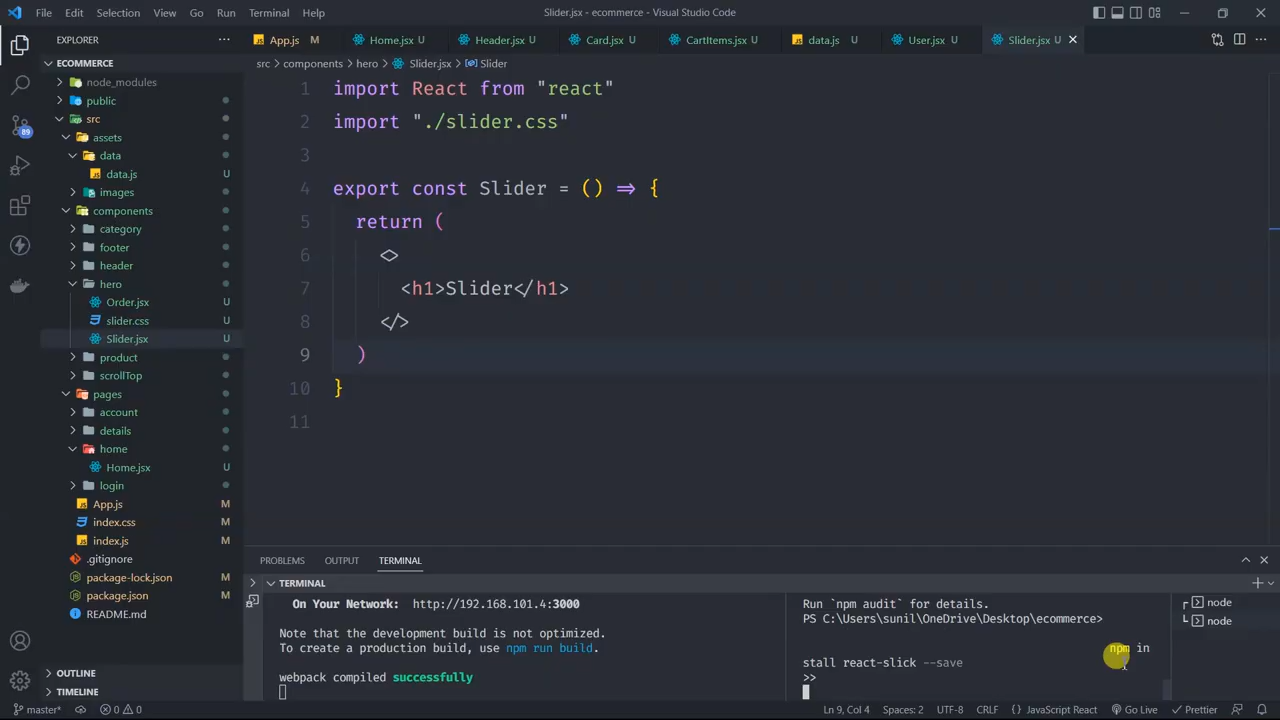 File Edit Selection View Go Run Terminal Help
Slider.jsx - ecommerce - Visual Studio Code
EXPLORER ...
App.js M
Home.jsx U
Header.jsx U
Card.jsx U
CartItems.jsx U
data.js U
User.jsx U
Slider.jsx U
ECOMMERCE
node_modules
public
src
assets
data
data.js U
images
components
category
footer
header
hero
Order.jsx U
slider.css U
Slider.jsx U
product
scrollTop
pages
account
details
home
Home.jsx U
login
App.js M
index.css M
index.js M
.gitignore
package-lock.json M
package.json M
README.md
OUTLINE
TIMELINE
89
src > components > hero > Slider.jsx > Slider
1 import React from "react"
2 import "./slider.css"
3
4 export const Slider = () => {
5 return (
6 <>
7 <h1>Slider</h1>
8 </>
9 )
10 }
11
PROBLEMS OUTPUT TERMINAL
TERMINAL
On Your Network: http://192.168.101.4:3000
Note that the development build is not optimized.
To create a production build, use npm run build.
webpack compiled successfully
Run `npm audit` for details.
PS C:\Users\sunil\OneDrive\Desktop\ecommerce>
npm in
stall react-slick --save
>>
node
node
master* 0 0
Ln 9, Col 4 Spaces: 2 UTF-8 CRLF JavaScript React Go Live Prettier